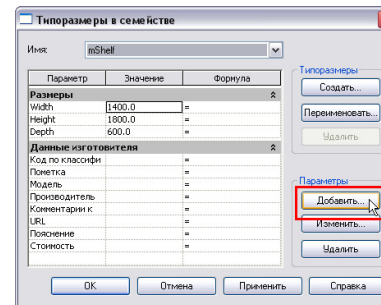 Типоразмеры в семействе
Имя: mShelf
Параметр Значение Формула
Размеры
Width 1400.0 =
Height 1800.0 =
Depth 600.0 =
Данные изготовителя
Код по классифи =
Пометка =
Модель =
Производитель =
Комментарии к =
URL =
Пояснение =
Стоимость =
Типоразмеры
Создать...
Переименовать...
Удалить
Параметры
Добавить...
Изменить...
Удалить
OK Отмена Применить Справка